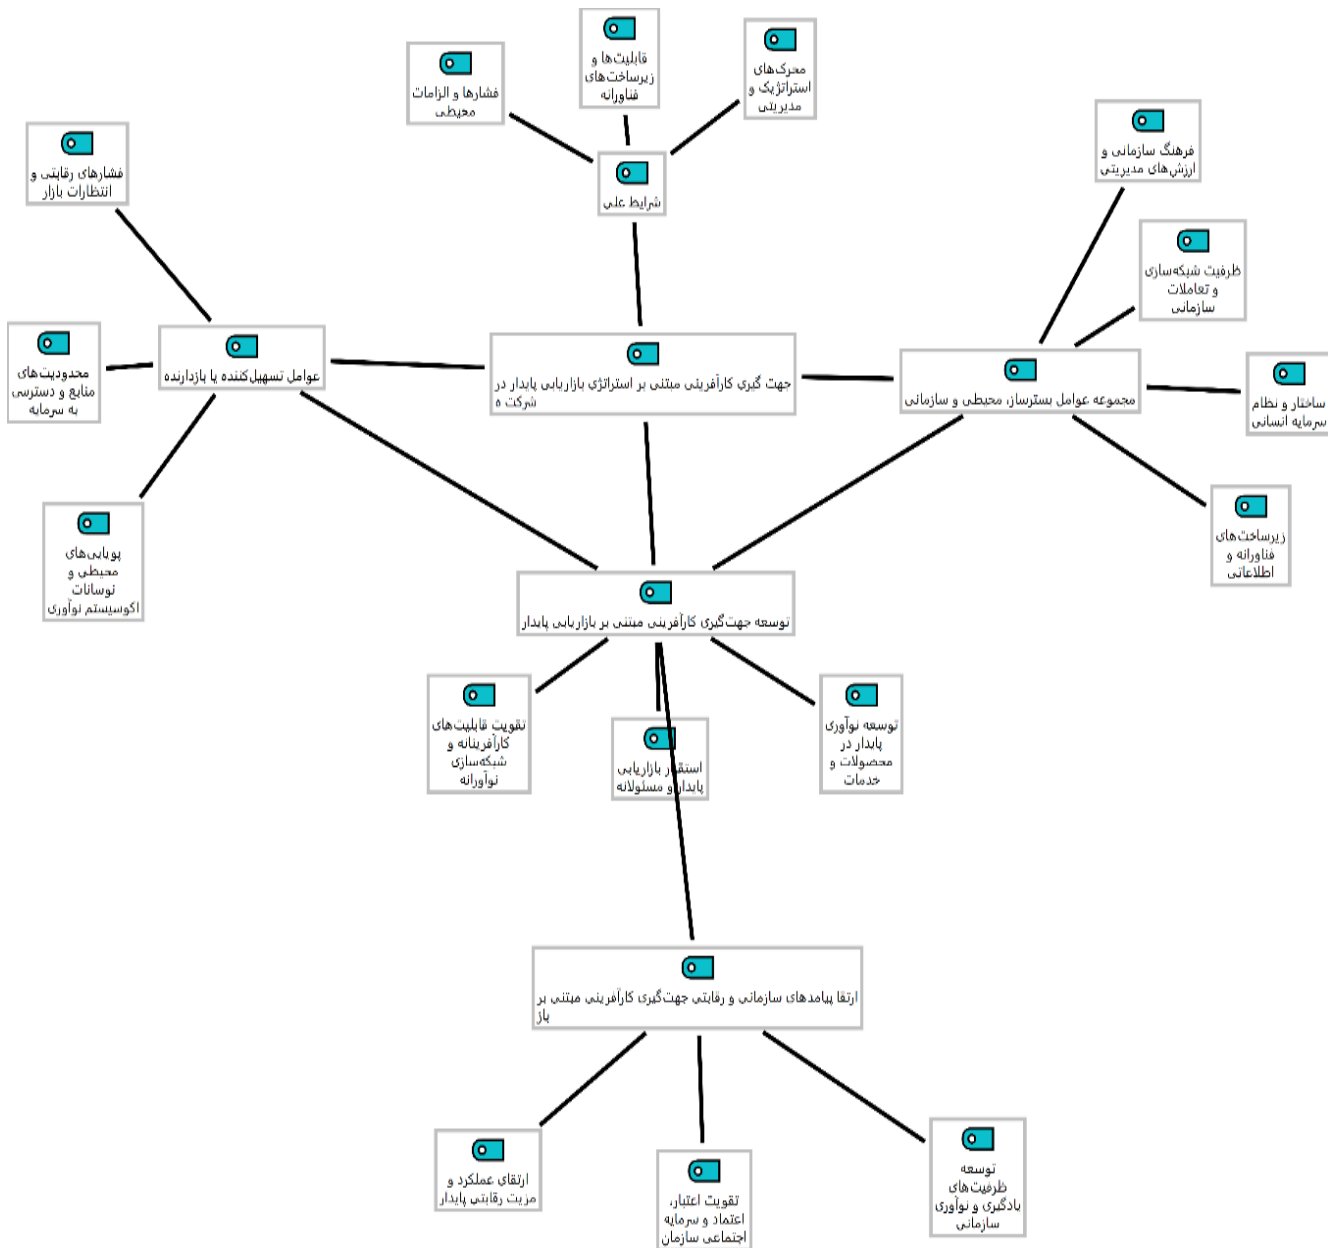 قابلیت‌ها و
زیرساخت‌های
فناورانه
محرک‌های
استراتژیک و
مدیریتی
فشارها و الزامات
محیطی
فرهنگ سازمانی و
ارزش‌های مدیریتی
فشارهای رقابتی و
انتظارات بازار
شرایط علی
ظرفیت شبکه‌سازی
و تعاملات
سازمانی
محدودیت‌های
منابع و دسترسی
به سرمایه
عوامل تسهیل‌کننده یا بازدارنده
جهت گیری کارآفرینی مبتنی بر استراتژی بازاریابی پایدار در
شرکت ه
مجموعه عوامل بسترساز، محیطی و سازمانی
ساختار و نظام
سرمایه انسانی
پویایی‌های
محیطی و
نوسانات
اکوسیستم نوآوری
زیرساخت‌های
فناورانه و
اطلاعاتی
توسعه جهت‌گیری کارآفرینی مبتنی بر بازاریابی پایدار
تقویت قابلیت‌های
کارآفرینانه و
شبکه‌سازی
نوآورانه
استقرار بازاریابی
پایدار و مسئولانه
توسعه نوآوری
پایدار در
محصولات و
خدمات
ارتقا پیامدهای سازمانی و رقابتی جهت‌گیری کارآفرینی مبتنی بر
باز
ارتقای عملکرد و
مزیت رقابتی پایدار
تقویت اعتبار،
اعتماد و سرمایه
اجتماعی سازمان
توسعه
ظرفیت‌های
یادگیری و نوآوری
سازمانی